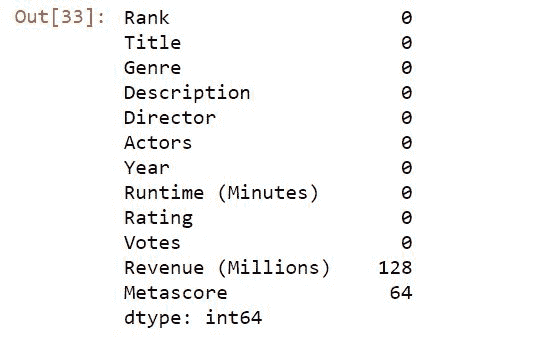 Out[33]: Rank 0
Title 0
Genre 0
Description 0
Director 0
Actors 0
Year 0
Runtime (Minutes) 0
Rating 0
Votes 0
Revenue (Millions) 128
Metascore 64
dtype: int64